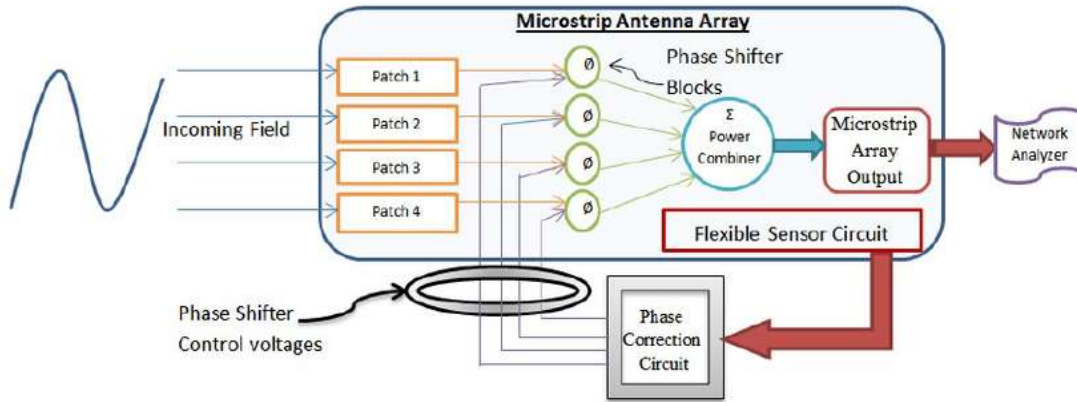 Microstrip Antenna Array
Patch 1
Ø
Phase Shifter
Blocks
Incoming Field
Patch 2
Ø
Σ
Power
Combiner
Microstrip
Array
Output
Network
Analyzer
Patch 3
Ø
Patch 4
Ø
Flexible Sensor Circuit
Phase Shifter
Control voltages
Phase
Correction
Circuit